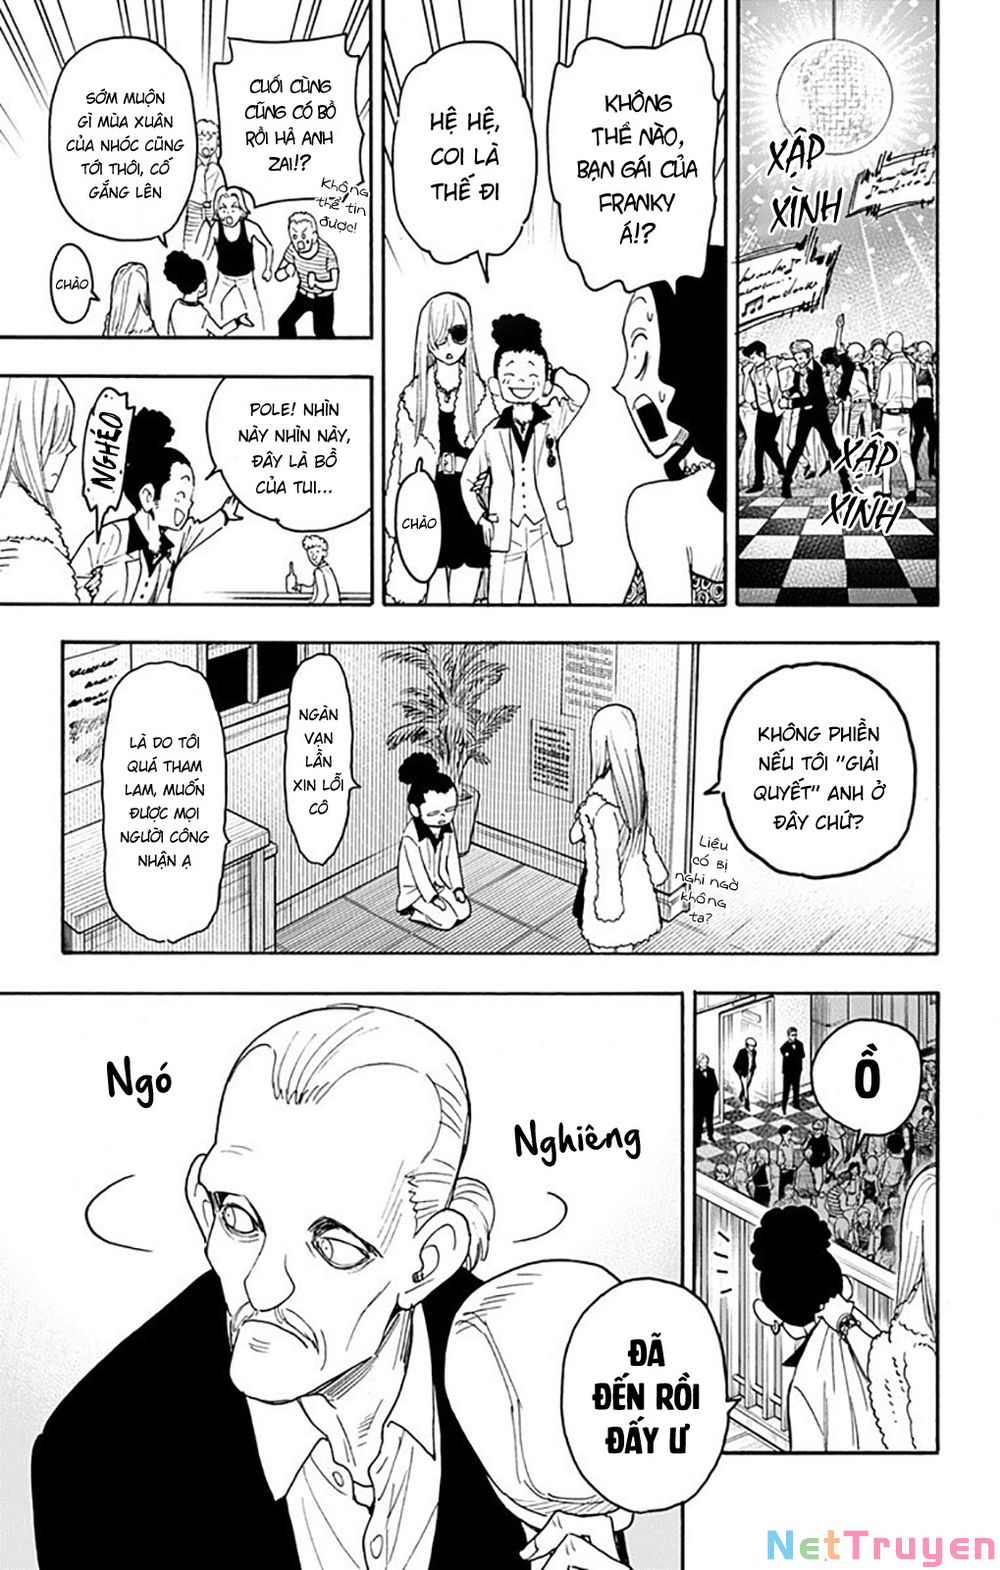 XẬP
XÌNH
XẬP
XÌNH
KHÔNG
THỂ NÀO,
BẠN GÁI CỦA
FRANKY
Á!?
HỆ HỆ,
COI LÀ
THẾ ĐI
CHÀO
CUỐI CÙNG
CŨNG CÓ BỒ
RỒI HẢ ANH
ZAI!?
Không
thể tin
được!
SỚM MUỘN
GÌ MÙA XUÂN
CỦA NHÓC CŨNG
TỚI THÔI, CỐ
GẮNG LÊN
CHÀO
POLE! NHÌN
NÀY NHÌN NÀY,
ĐÂY LÀ BỒ
CỦA TUI...
NGHÉO
KHÔNG PHIỀN
NẾU TÔI "GIẢI
QUYẾT" ANH Ở
ĐÂY CHỨ?
Liệu
có bị
nghi ngờ
không
ta?
NGÀN
VẠN
LẦN
XIN LỖI
CÔ
LÀ DO TÔI
QUÁ THAM
LAM, MUỐN
ĐƯỢC MỌI
NGƯỜI CÔNG
NHẬN Ạ
Ồ
Ngó
Nghiêng
ĐÃ
ĐẾN RỒI
ĐẤY Ư
NetTruyen